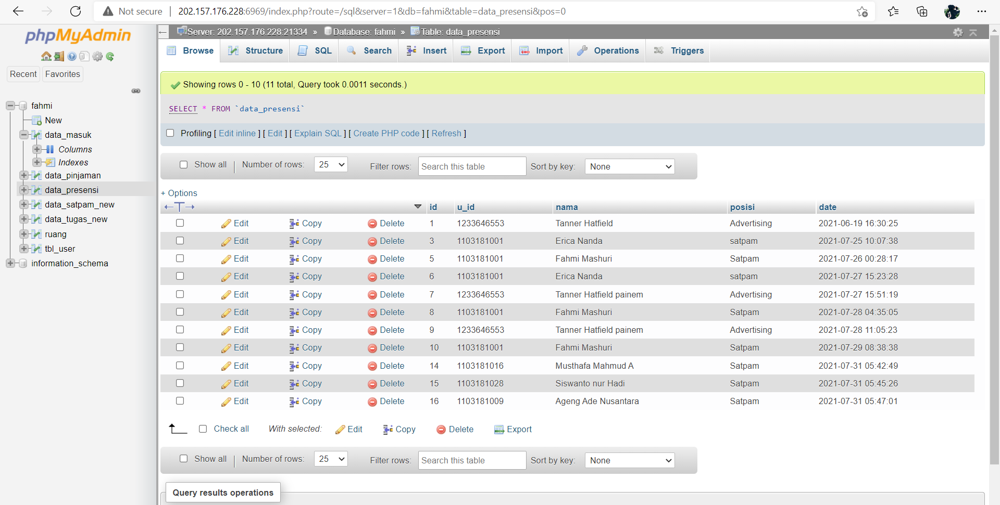 Not secure | 202.157.176.228:6969/index.php?route=/sql&server=1&db=fahmi&table=data_presensi&pos=0
phpMyAdmin
Recent Favorites
fahmi
New
data_masuk
Columns
Indexes
data_pinjaman
data_presensi
data_satpam_new
data_tugas_new
ruang
tbl_user
information_schema
Server: 202.157.176.228:21334 » Database: fahmi » Table: data_presensi
Browse Structure SQL Search Insert Export Import Operations Triggers
Showing rows 0 - 10 (11 total, Query took 0.0011 seconds.)
SELECT * FROM `data_presensi`
Profiling [ Edit inline ] [ Edit ] [ Explain SQL ] [ Create PHP code ] [ Refresh ]
Show all | Number of rows: 25 Filter rows: Search this table Sort by key: None
+ Options
←T→ id u_id nama posisi date
Edit Copy Delete 1 1233646553 Tanner Hatfield Advertising 2021-06-19 16:30:25
Edit Copy Delete 3 1103181001 Erica Nanda satpam 2021-07-25 10:07:38
Edit Copy Delete 5 1103181001 Fahmi Mashuri Satpam 2021-07-26 00:28:17
Edit Copy Delete 6 1103181001 Erica Nanda satpam 2021-07-27 15:23:28
Edit Copy Delete 7 1233646553 Tanner Hatfield painem Advertising 2021-07-27 15:51:19
Edit Copy Delete 8 1103181001 Fahmi Mashuri Satpam 2021-07-28 04:35:05
Edit Copy Delete 9 1233646553 Tanner Hatfield painem Advertising 2021-07-28 11:05:23
Edit Copy Delete 10 1103181001 Fahmi Mashuri Satpam 2021-07-29 08:38:38
Edit Copy Delete 14 1103181016 Musthafa Mahmud A Satpam 2021-07-31 05:42:49
Edit Copy Delete 15 1103181028 Siswanto nur Hadi Satpam 2021-07-31 05:45:26
Edit Copy Delete 16 1103181009 Ageng Ade Nusantara Satpam 2021-07-31 05:47:01
Check all With selected: Edit Copy Delete Export
Show all | Number of rows: 25 Filter rows: Search this table Sort by key: None
Query results operations